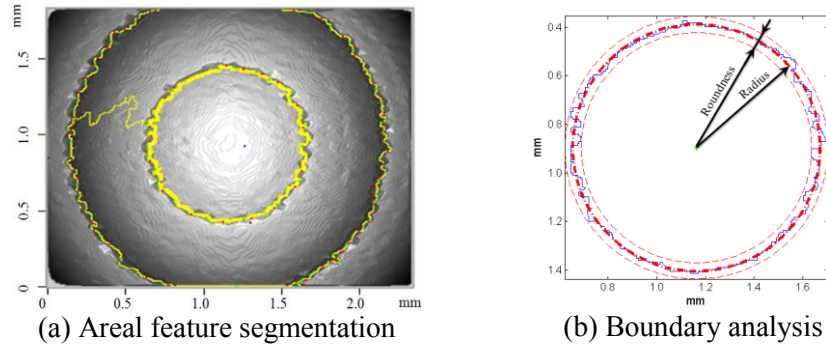 mm
1.5
1.0
0.5
0
0 0.5 1.0 1.5 2.0 mm
(a) Areal feature segmentation
0.4
0.6
0.8
mm
1.0
1.2
1.4
Roundness
Radius
0.8 1.0 1.2 1.4 1.6
mm
(b) Boundary analysis